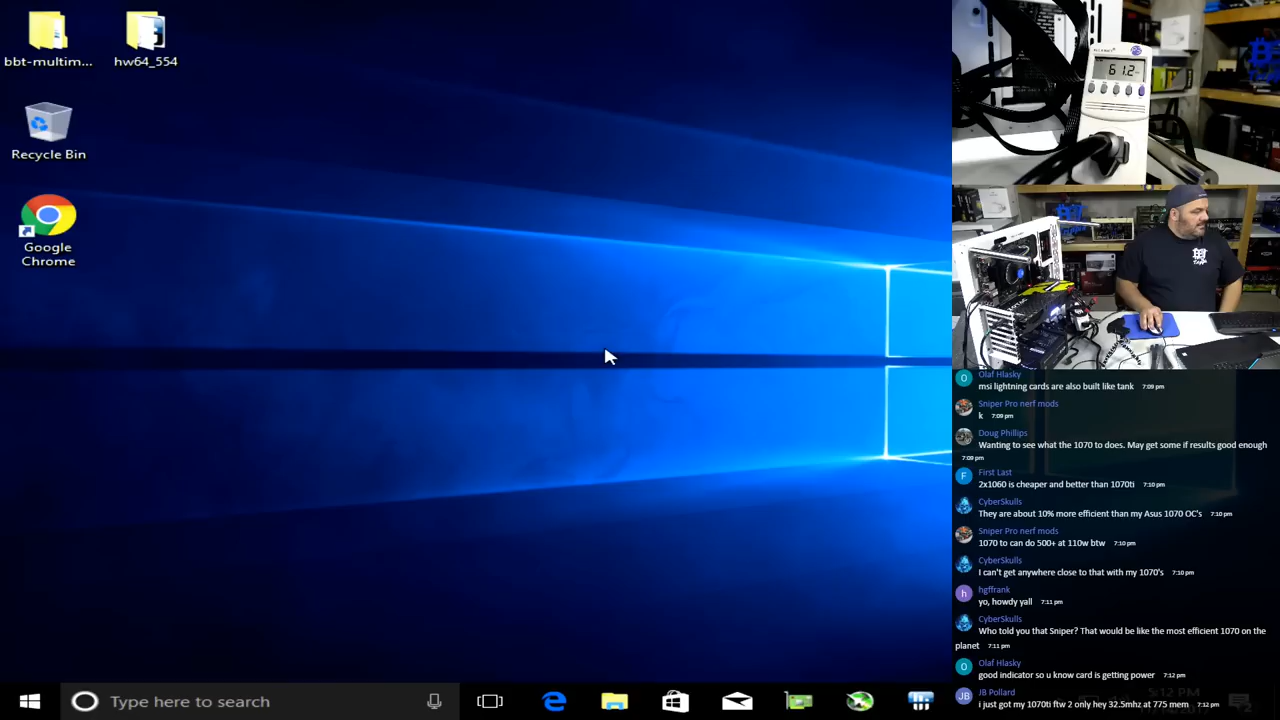 bbt-multim...
hw64_554
Recycle Bin
Google
Chrome
Type here to search
61.2
Olaf Hlasky
msi lightning cards are also built like tank 7:09 pm
Sniper Pro nerf mods
k 7:09 pm
Doug Phillips
Wanting to see what the 1070 to does. May get some if results good enough
7:09 pm
First Last
2x1060 is cheaper and better than 1070ti 7:10 pm
CyberSkulls
They are about 10% more efficient than my Asus 1070 OC's 7:10 pm
Sniper Pro nerf mods
1070 to can do 500+ at 110w btw 7:10 pm
CyberSkulls
I can't get anywhere close to that with my 1070's 7:10 pm
hgffrank
yo, howdy yall 7:11 pm
CyberSkulls
Who told you that Sniper? That would be like the most efficient 1070 on the
planet 7:11 pm
Olaf Hlasky
good indicator so u know card is getting power 7:12 pm
5:12 PM
JB Pollard
i just got my 1070ti ftw 2 only hey 32.5mhz at 775 mem 7:12 pm